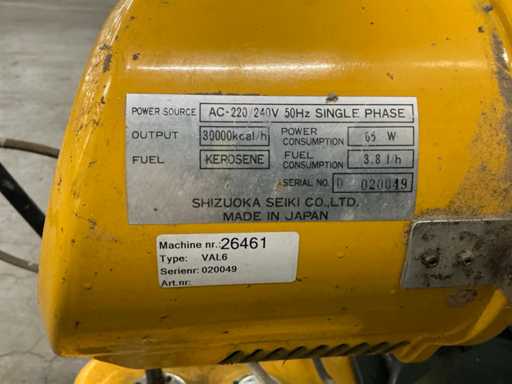 POWER SOURCE AC-220/240V 50Hz SINGLE PHASE
OUTPUT 30000kcal/h POWER CONSUMPTION 65 W
FUEL KEROSENE FUEL CONSUMPTION 3.8 l/h
SERIAL NO. 020049
SHIZUOKA SEIKI CO., LTD.
MADE IN JAPAN
Machine nr.: 26461
Type: VAL6
Serienr: 020049
Art.nr: